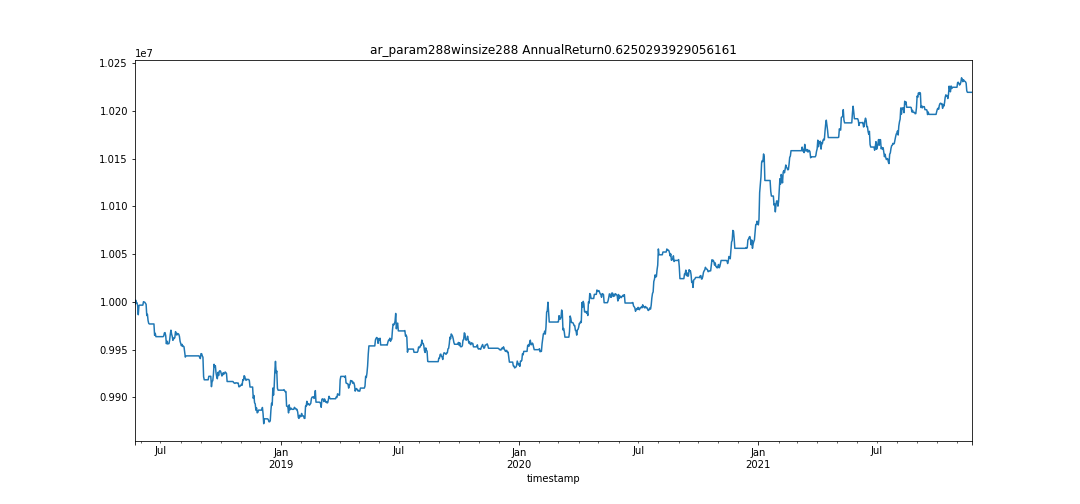 ar_param288winsize288 AnnualReturn0.6250293929056161
1e7
1.025
1.020
1.015
1.010
1.005
1.000
0.995
0.990
Jul Jan Jul Jan Jul Jan Jul
2019 2020 2021
timestamp